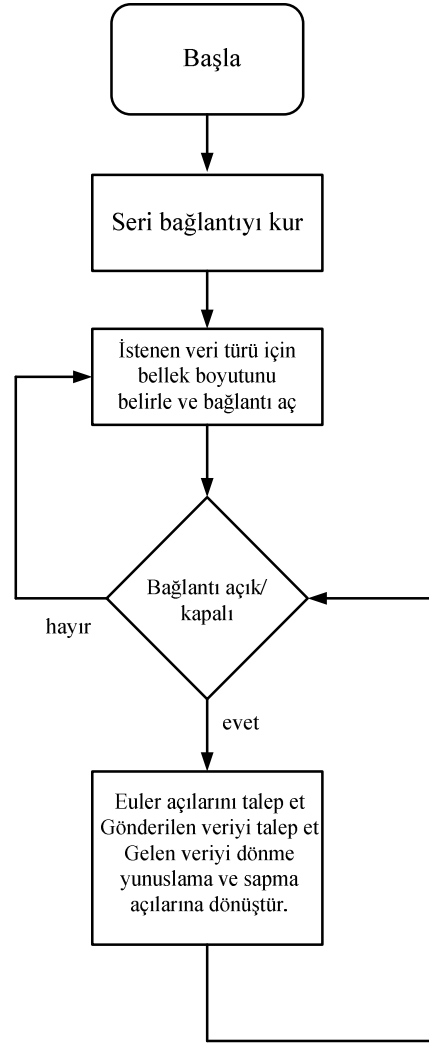 Başla
Seri bağlantıyı kur
İstenen veri türü için
bellek boyutunu
belirle ve bağlantı aç
Bağlantı açık/
kapalı
hayır
evet
Euler açılarını talep et
Gönderilen veriyi talep et
Gelen veriyi dönme
yunuslama ve sapma
açılarına dönüştür.